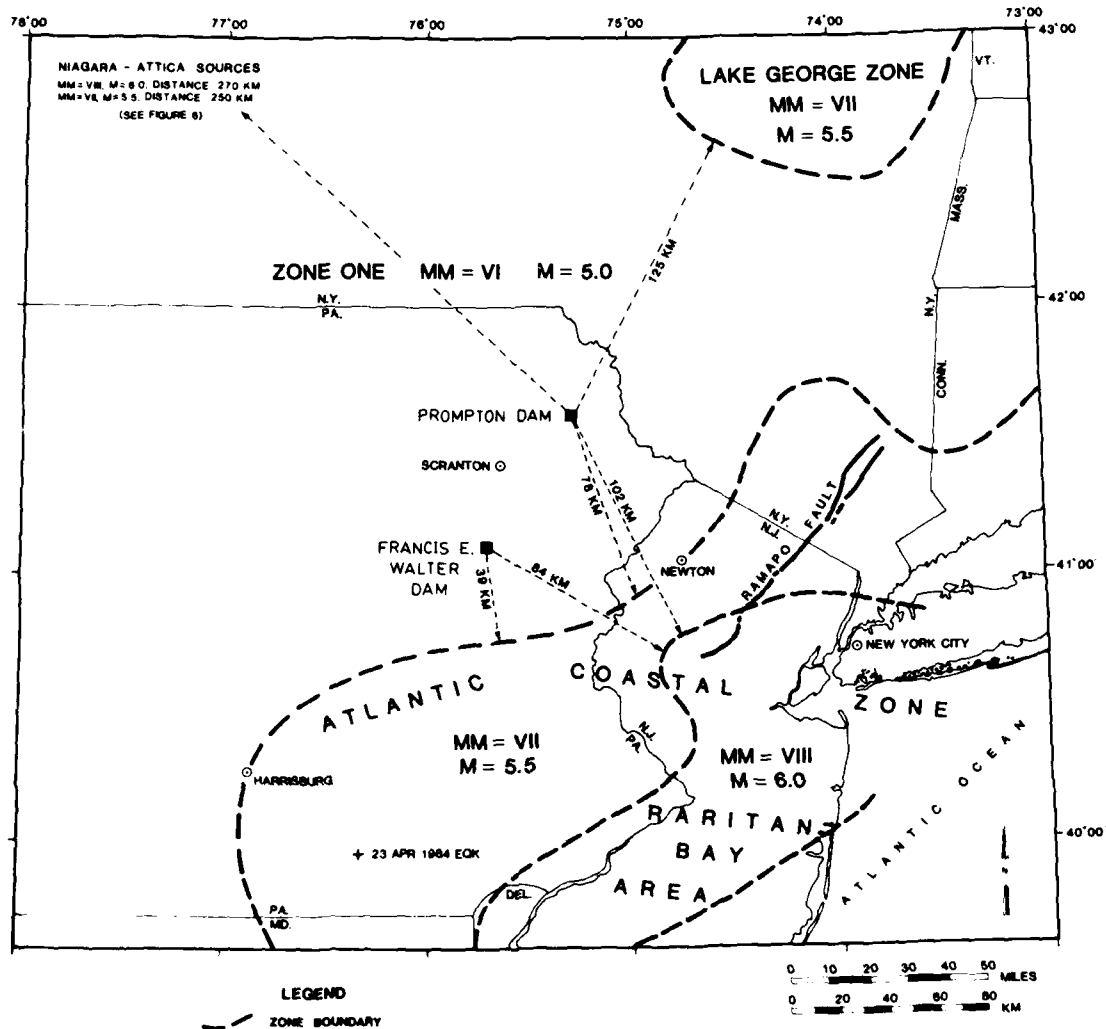 78°00 77°00 76°00 75°00 74°00 73°00
43°00
NIAGARA - ATTICA SOURCES
MM = VIII, M = 6.0, DISTANCE 270 KM
MM = VII, M = 5.5, DISTANCE 250 KM
(SEE FIGURE 6)
LAKE GEORGE ZONE
MM = VII
M = 5.5
VT.
MASS.
125 KM
ZONE ONE MM = VI M = 5.0
N.Y.
PA.
42°00
N.Y.
CONN.
PROMPTON DAM
SCRANTON
78 KM
102 KM
FRANCIS E.
WALTER
DAM
39 KM
84 KM
N.Y.
N.J.
RAMAPO FAULT
NEWTON
41°00
NEW YORK CITY
ATLANTIC COASTAL ZONE
MM = VII
M = 5.5
N.J.
PA.
MM = VIII
M = 6.0
HARRISBURG
RARITAN
BAY
AREA
ATLANTIC OCEAN
40°00
23 APR 1984 EQK
DEL.
PA.
MD.
0 10 20 30 40 50 MILES
0 20 40 60 80 KM
LEGEND
ZONE BOUNDARY